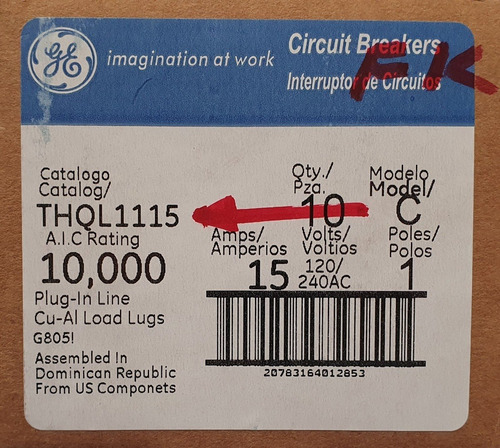 GE imagination at work
Circuit Breakers
Interruptor de Circuitos
FK
Catalogo
Catalog/
THQL1115
A.I.C Rating
10,000
Qty./
Pza.
10
Modelo
Model/
C
Amps/
Amperios
15
Volts/
Voltios
120/
240AC
Poles/
Polos
1
Plug-In Line
Cu-Al Load Lugs
G805!
Assembled In
Dominican Republic
From US Componets
20783164012853